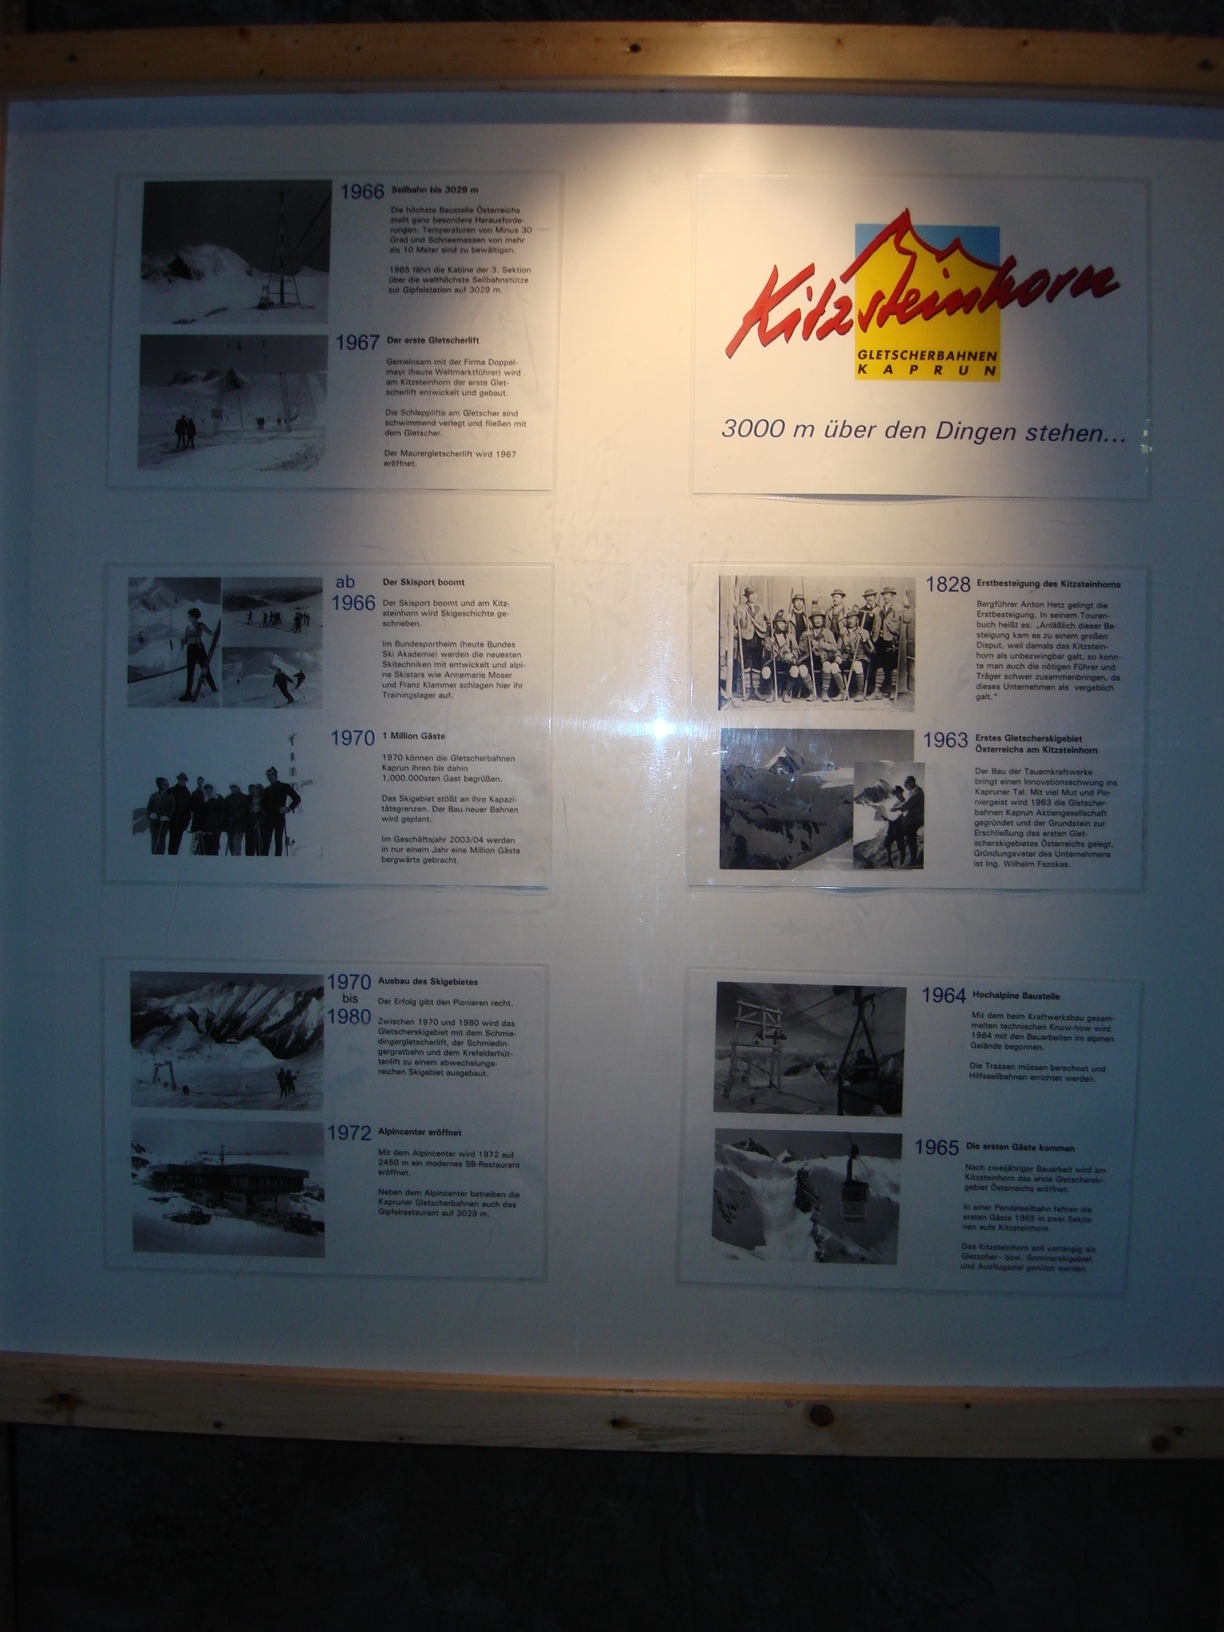 1966 Seilbahn bis 3029 m
Die höchste Baustelle Österreichs
stellt ganz besondere Herausforde-
rungen: Temperaturen von Minus 30
Grad und Schneemassen von mehr
als 10 Meter sind zu bewältigen.
1965 fährt die Kabine der 3. Sektion
über die welthöchste Seilbahnstütze
zur Gipfelstation auf 3029 m.
1967 Der erste Gletscherlift
Gemeinsam mit der Firma Doppel-
mayr (heute Weltmarktführer) wird
am Kitzsteinhorn der erste Glet-
scherlift entwickelt und gebaut.
Die Schlepplifte am Gletscher sind
schwimmend verlegt und fließen mit
dem Gletscher.
Der Maurergletscherlift wird 1967
eröffnet.
Kitzsteinhorn
GLETSCHERBAHNEN
KAPRUN
3000 m über den Dingen stehen...
ab
1966
Der Skisport boomt
Der Skisport boomt und am Kitz-
steinhorn wird Skigeschichte ge-
schrieben.
Im Bundessportheim (heute Bundes
Ski Akademie) werden die neuesten
Skitechniken mit entwickelt und alpi-
ne Skistars wie Annemarie Moser
und Franz Klammer schlagen hier ihr
Trainingslager auf.
1970 1 Million Gäste
1970 können die Gletscherbahnen
Kaprun ihren bis dahin
1,000.000sten Gast begrüßen.
Das Skigebiet stößt an ihre Kapazi-
tätsgrenzen. Der Bau neuer Bahnen
wird geplant.
Im Geschäftsjahr 2003/04 werden
in nur einem Jahr eine Million Gäste
bergwärts gebracht.
1828 Erstbesteigung des Kitzsteinhorns
Bergführer Anton Hetz gelingt die
Erstbesteigung. In seinem Touren-
buch heißt es: „Anläßlich dieser Be-
steigung kam es zu einem großen
Disput, weil damals das Kitzstein-
horn als unbezwingbar galt, so konn-
te man auch die nötigen Führer und
Träger schwer zusammenbringen, da
dieses Unternehmen als vergeblich
galt."
1963 Erstes Gletscherskigebiet
Österreichs am Kitzsteinhorn
Der Bau der Tauernkraftwerke
bringt einen Innovationsschwung ins
Kapruner Tal. Mit viel Mut und Pio-
niergeist wird 1963 die Gletscher-
bahnen Kaprun Aktiengesellschaft
gegründet und der Grundstein zur
Erschließung des ersten Glet-
scherskigebietes Österreichs gelegt.
Gründungsvater des Unternehmens
ist Ing. Wilhelm Fazokas.
1970
bis
1980
Ausbau des Skigebietes
Der Erfolg gibt den Pionieren recht.
Zwischen 1970 und 1980 wird das
Gletscherskigebiet mit dem Schmie-
dingergletscherlift, der Schmiedin-
gergratbahn und dem Krefelderhüt-
tenlift zu einem abwechslungs-
reichen Skigebiet ausgebaut.
1972 Alpincenter eröffnet
Mit dem Alpincenter wird 1972 auf
2450 m ein modernes SB-Restaurant
eröffnet.
Neben dem Alpincenter betreiben die
Kapruner Gletscherbahnen auch das
Gipfelrestaurant auf 3029 m.
1964 Hochalpine Baustelle
Mit dem beim Kraftwerksbau gesam-
melten technischen Know-how wird
1964 mit den Bauarbeiten im alpinen
Gelände begonnen.
Die Trassen müssen berechnet und
Hilfsseilbahnen errichtet werden.
1965 Die ersten Gäste kommen
Nach zweijähriger Bauarbeit wird am
Kitzsteinhorn das erste Gletscherski-
gebiet Österreichs eröffnet.
In einer Pendelseilbahn fahren die
ersten Gäste 1965 in zwei Sektio-
nen aufs Kitzsteinhorn.
Das Kitzsteinhorn soll vorrangig als
Gletscher- bzw. Sommerskigebiet
und Ausflugsziel genützt werden.